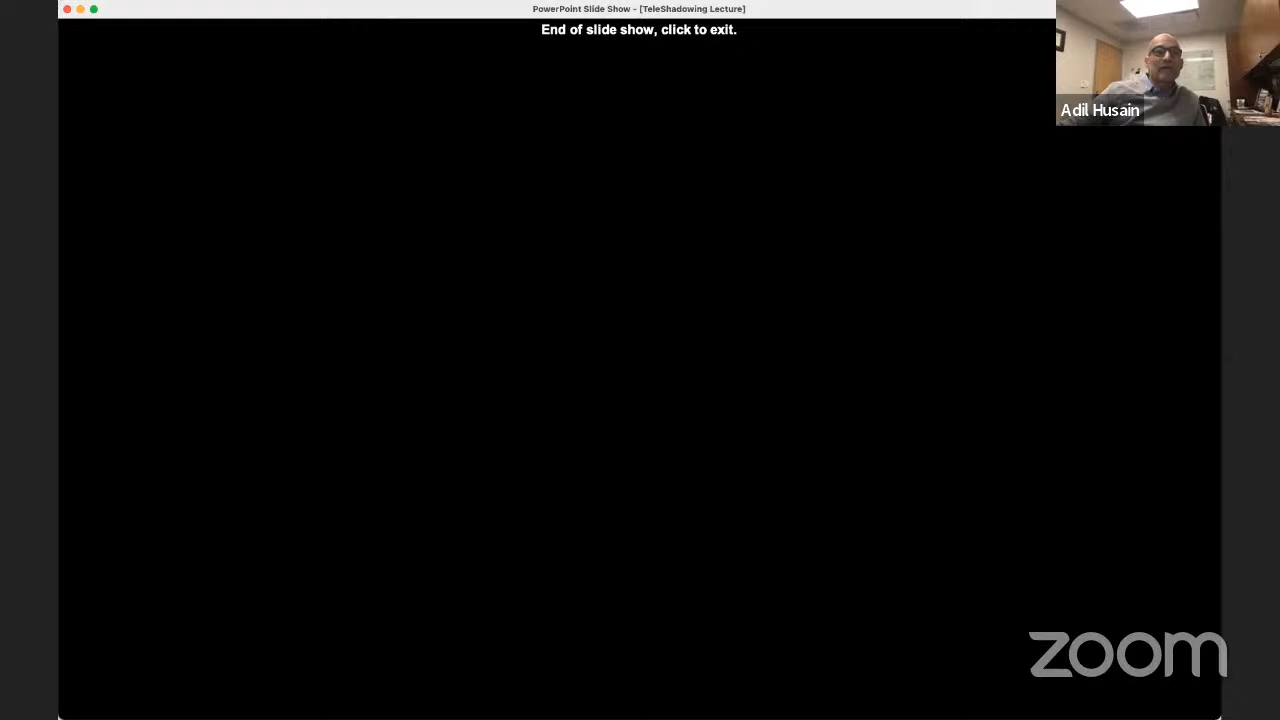 PowerPoint Slide Show - [TeleShadowing Lecture]
End of slide show, click to exit.
Adil Husain
zoom